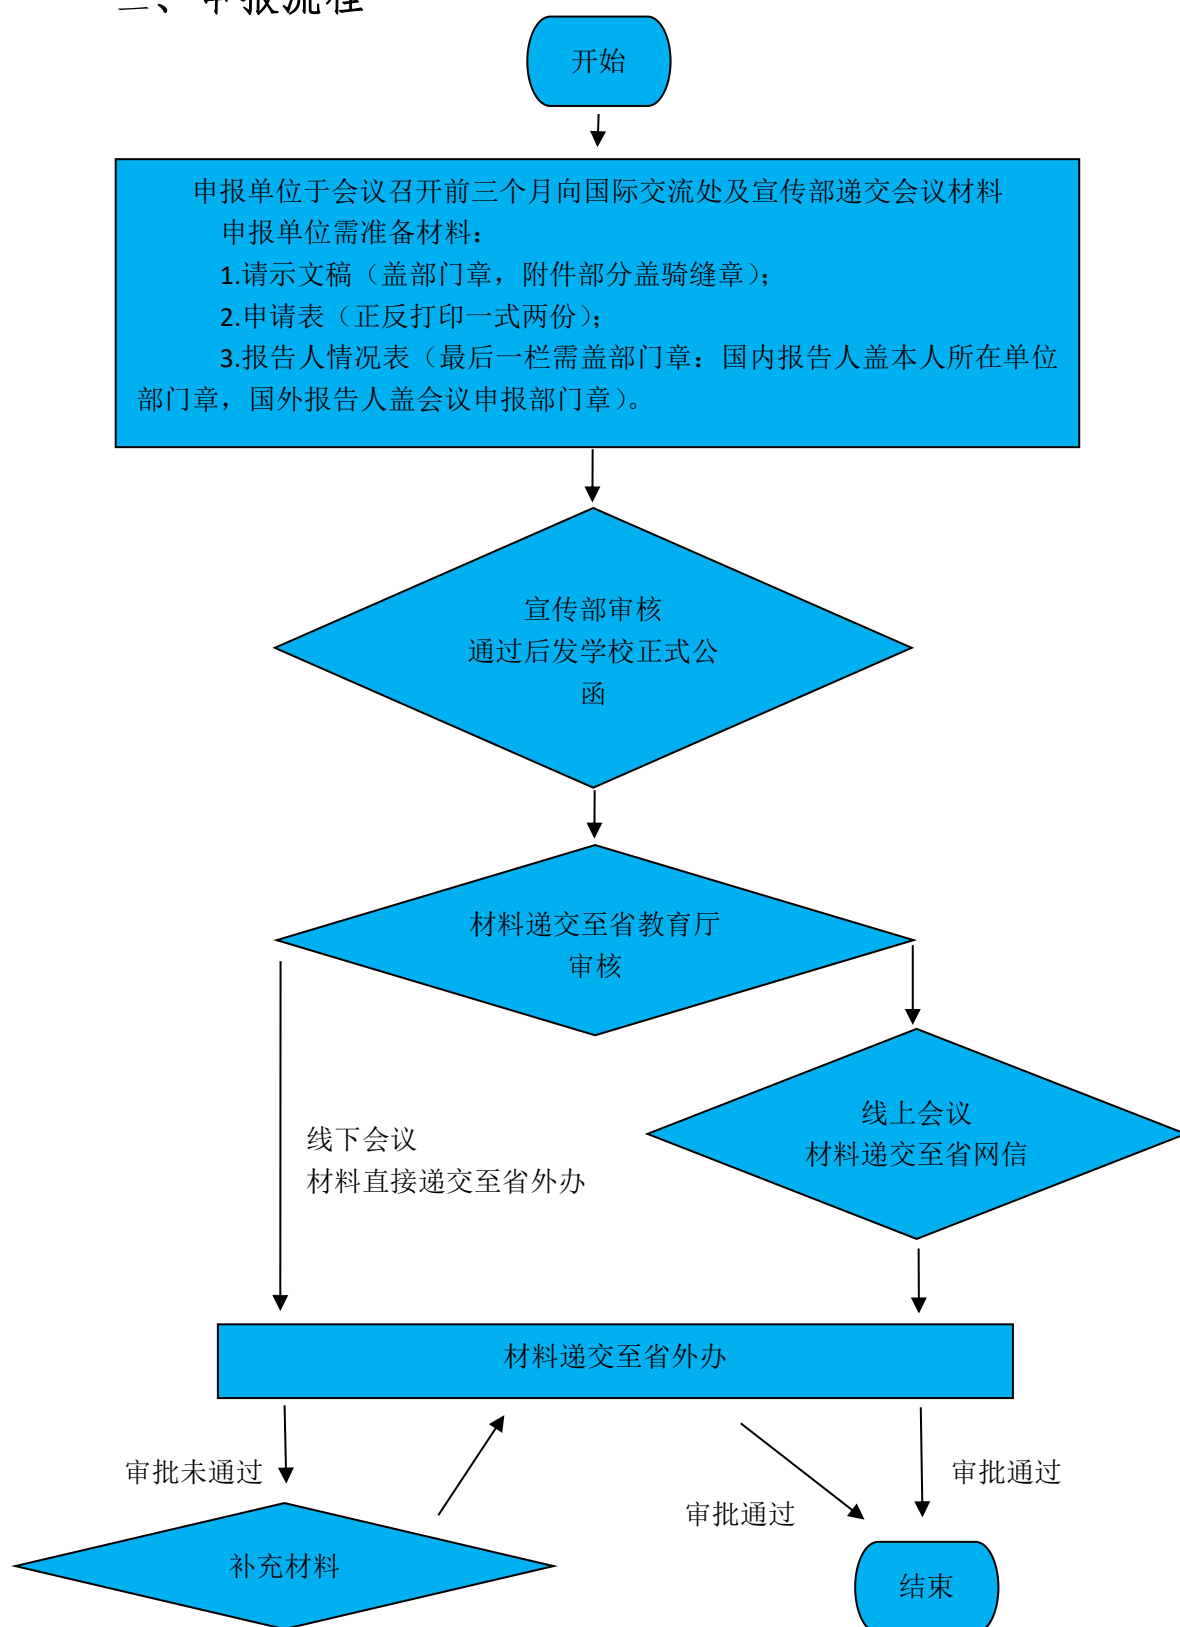 、申报流程
开始
申报单位于会议召开前三个月向国际交流处及宣传部递交会议材料
申报单位需准备材料：
1.请示文稿（盖部门章，附件部分盖骑缝章）；
2.申请表（正反打印一式两份）；
3.报告人情况表（最后一栏需盖部门章：国内报告人盖本人所在单位
部门章，国外报告人盖会议申报部门章）。
宣传部审核
通过后发学校正式公
函
材料递交至省教育厅
审核
线上会议
材料递交至省网信
线下会议
材料直接递交至省外办
材料递交至省外办
审批未通过
审批通过
审批通过
补充材料
结束